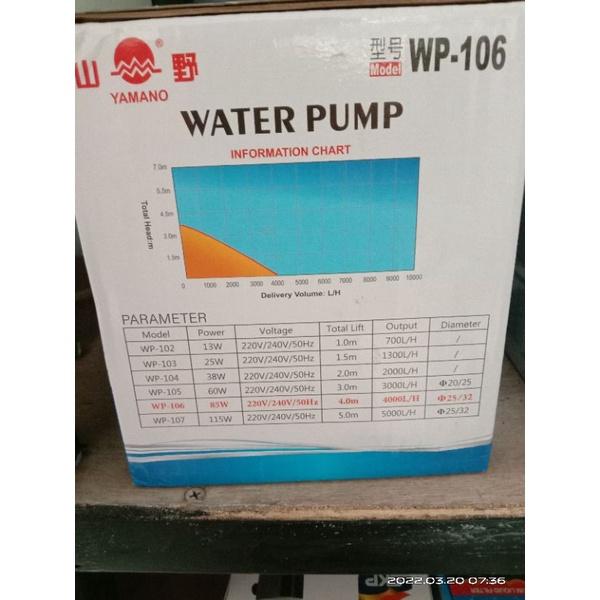 山 野
YAMANO
型号
Model WP-106
WATER PUMP
INFORMATION CHART
Total Head:m
7.0m
5.5m
4.5m
3.0m
1.5m
0 1000 2000 3000 4000 5000 6000 7000 8000 9000 10000
Delivery Volume: L/H
PARAMETER
Model Power Voltage Total Lift Output Diameter
WP-102 13W 220V/240V/50Hz 1.0m 700L/H /
WP-103 25W 220V/240V/50Hz 1.5m 1300L/H /
WP-104 38W 220V/240V/50Hz 2.0m 2000L/H /
WP-105 60W 220V/240V/50Hz 3.0m 3000L/H Φ20/25
WP-106 85W 220V/240V/50Hz 4.0m 4000L/H Φ25/32
WP-107 115W 220V/240V/50Hz 5.0m 5000L/H Φ25/32
2022.03.20 07:36
LIQUID FILTER